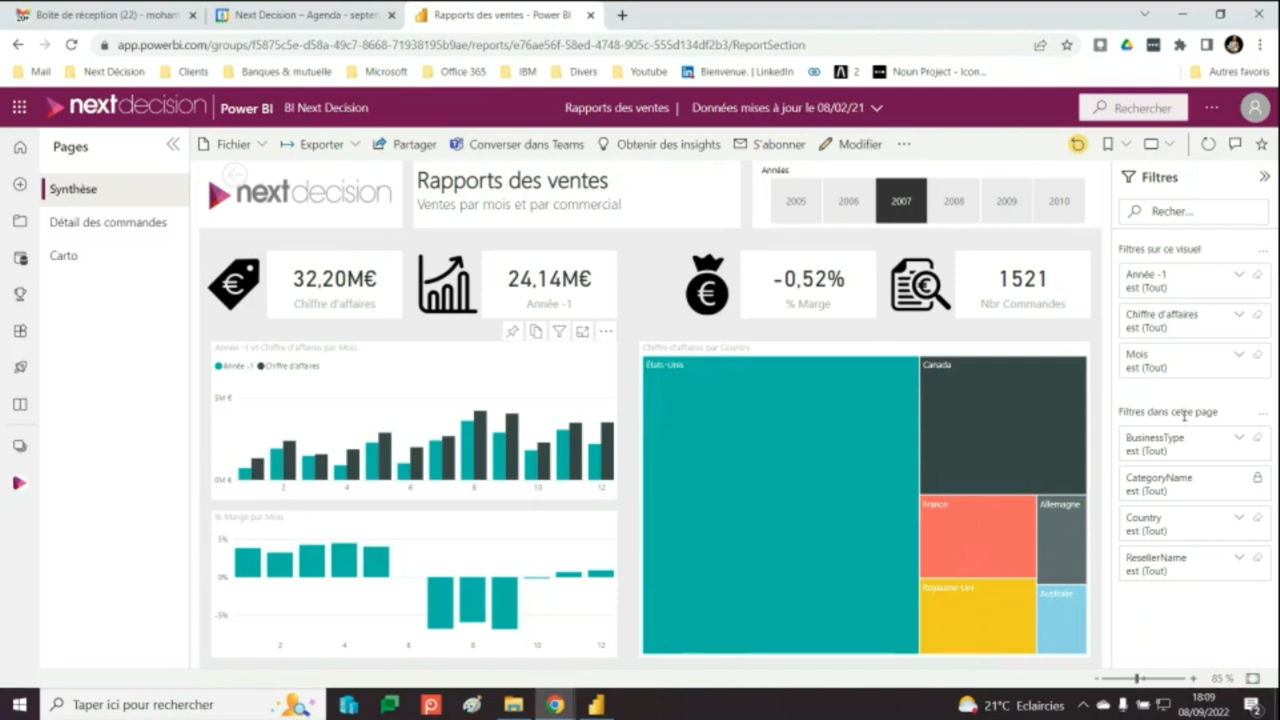 Boîte de réception (22) - moham
Next Decision – Agenda - septe
Rapports des ventes - Power BI
app.powerbi.com/groups/f5875c5e-d58a-49c7-8668-71938195b9ae/reports/e76ae56f-58ed-4748-905c-555d134df2b3/ReportSection
Mail
Next Décision
Clients
Banques & mutuelle
Microsoft
Office 365
IBM
Divers
Youtube
Bienvenue. | LinkedIn
2
Noun Project - Icon...
Autres favoris
nextdecision
Power BI
BI Next Decision
Rapports des ventes | Données mises à jour le 08/02/21
Rechercher
Pages
Fichier
Exporter
Partager
Converser dans Teams
Obtenir des insights
S'abonner
Modifier
Synthèse
Détail des commandes
Carto
nextdecision
Rapports des ventes
Ventes par mois et par commercial
Années
2005 2006 2007 2008 2009 2010
32,20M€
Chiffre d'affaires
24,14M€
Année -1
-0,52%
% Marge
1521
Nbr Commandes
Année -1 et Chiffre d'affaires par Mois
Année -1 Chiffre d'affaires
5M €
0M €
2 4 6 8 10 12
% Marge par Mois
5%
0%
-5%
2 4 6 8 10 12
Chiffre d'affaires par Country
États-Unis
Canada
France
Allemagne
Royaume-Uni
Australie
Filtres
Recher...
Filtres sur ce visuel
Année -1
est (Tout)
Chiffre d'affaires
est (Tout)
Mois
est (Tout)
Filtres dans cette page
BusinessType
est (Tout)
CategoryName
est (Tout)
Country
est (Tout)
ResellerName
est (Tout)
85 %
Taper ici pour rechercher
21°C Eclaircies
18:09
08/09/2022
2